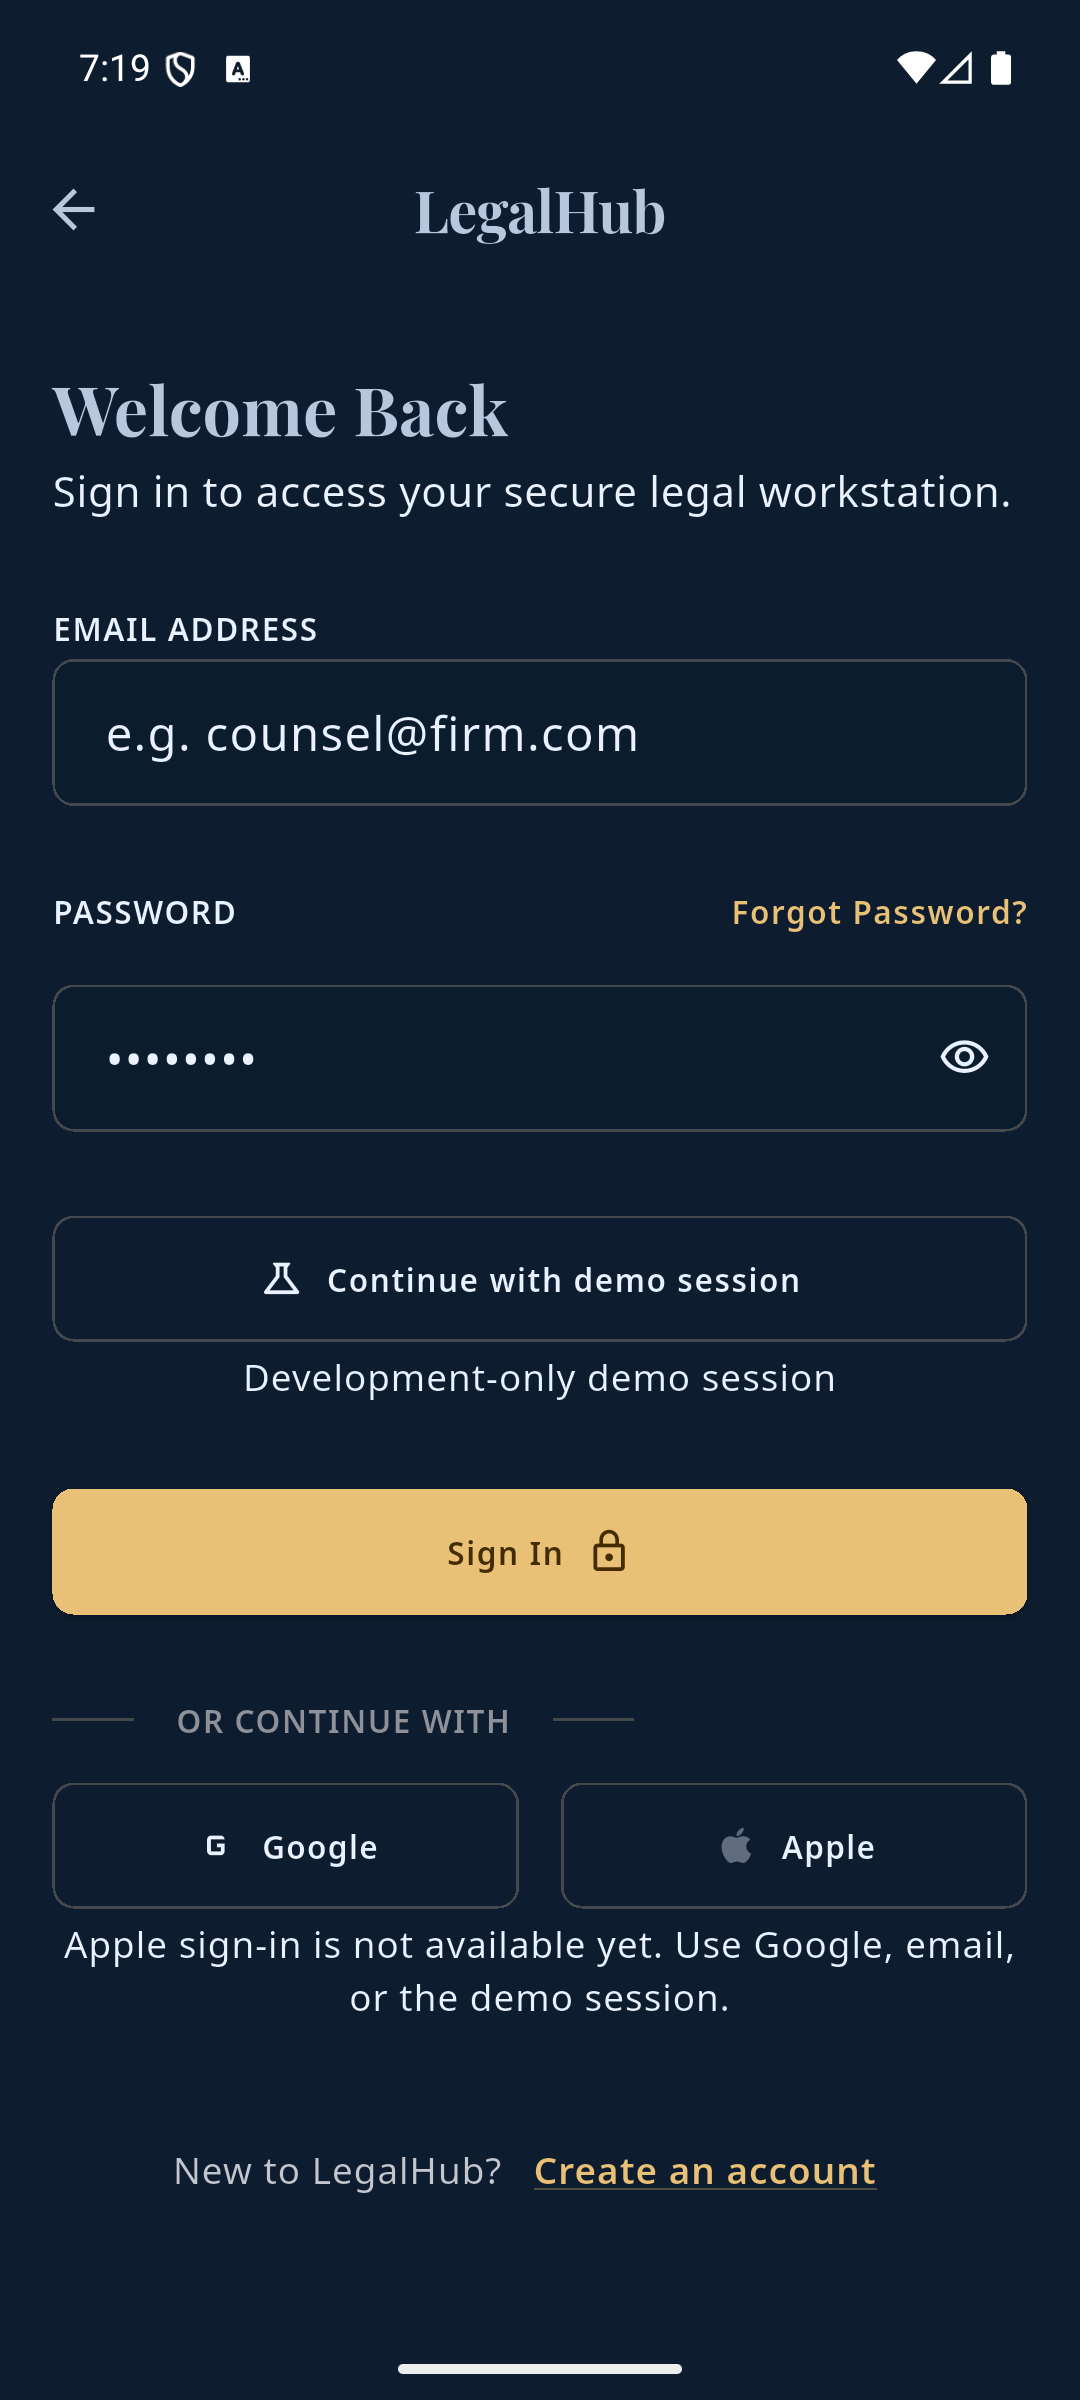 7:19
LegalHub
Welcome Back
Sign in to access your secure legal workstation.
EMAIL ADDRESS
e.g. counsel@firm.com
PASSWORD
Forgot Password?
••••••••
Continue with demo session
Development-only demo session
Sign In
OR CONTINUE WITH
G Google
Apple
Apple sign-in is not available yet. Use Google, email,
or the demo session.
New to LegalHub? Create an account